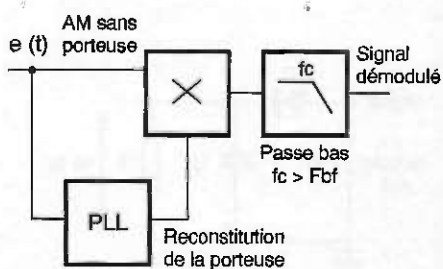 AM sans
porteuse
e (t)
fc
Signal
démodulé
Passe bas
fc > Fbf
PLL
Reconstitution
de la porteuse